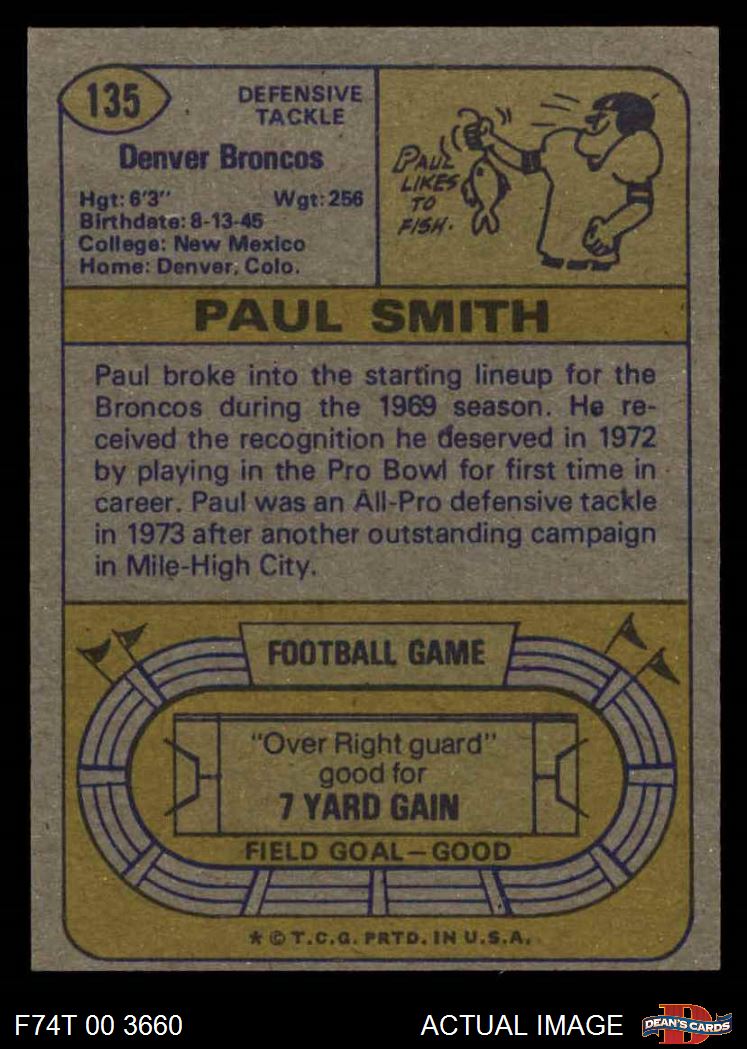 135
DEFENSIVE
TACKLE
Denver Broncos
Hgt: 6'3" Wgt: 256
Birthdate: 8-13-45
College: New Mexico
Home: Denver, Colo.
PAUL
LIKES
TO
FISH.
PAUL SMITH
Paul broke into the starting lineup for the
Broncos during the 1969 season. He re-
ceived the recognition he deserved in 1972
by playing in the Pro Bowl for first time in
career. Paul was an All-Pro defensive tackle
in 1973 after another outstanding campaign
in Mile-High City.
FOOTBALL GAME
"Over Right guard"
good for
7 YARD GAIN
FIELD GOAL—GOOD
* © T.C.G. PRTD. IN U.S.A.
F74T 00 3660
ACTUAL IMAGE
D
DEAN'S CARDS